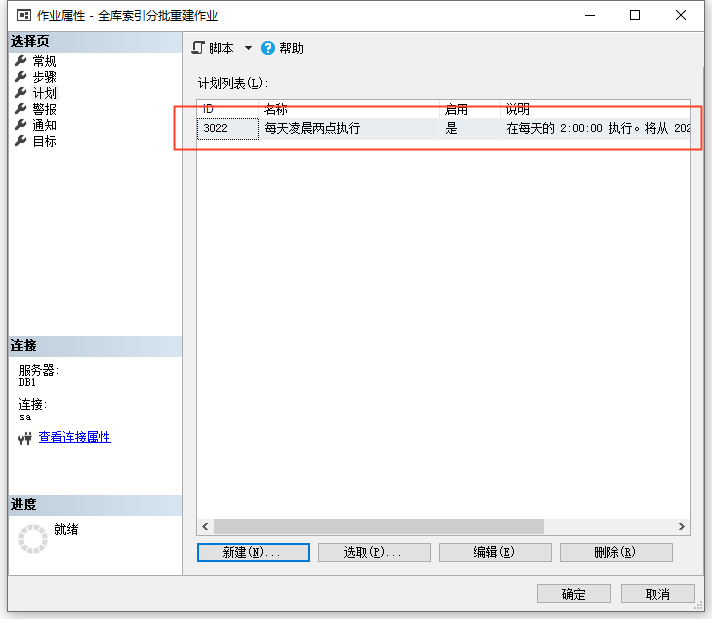 作业属性 - 全库索引分批重建作业
选择页
常规
步骤
计划
警报
通知
目标
连接
服务器:
DB1
连接:
sa
查看连接属性
进度
就绪
脚本 帮助
计划列表(L):
ID 名称 启用 说明
3022 每天凌晨两点执行 是 在每天的 2:00:00 执行。将从 202
新建(N)... 选取(P)... 编辑(E) 删除(R)
确定 取消